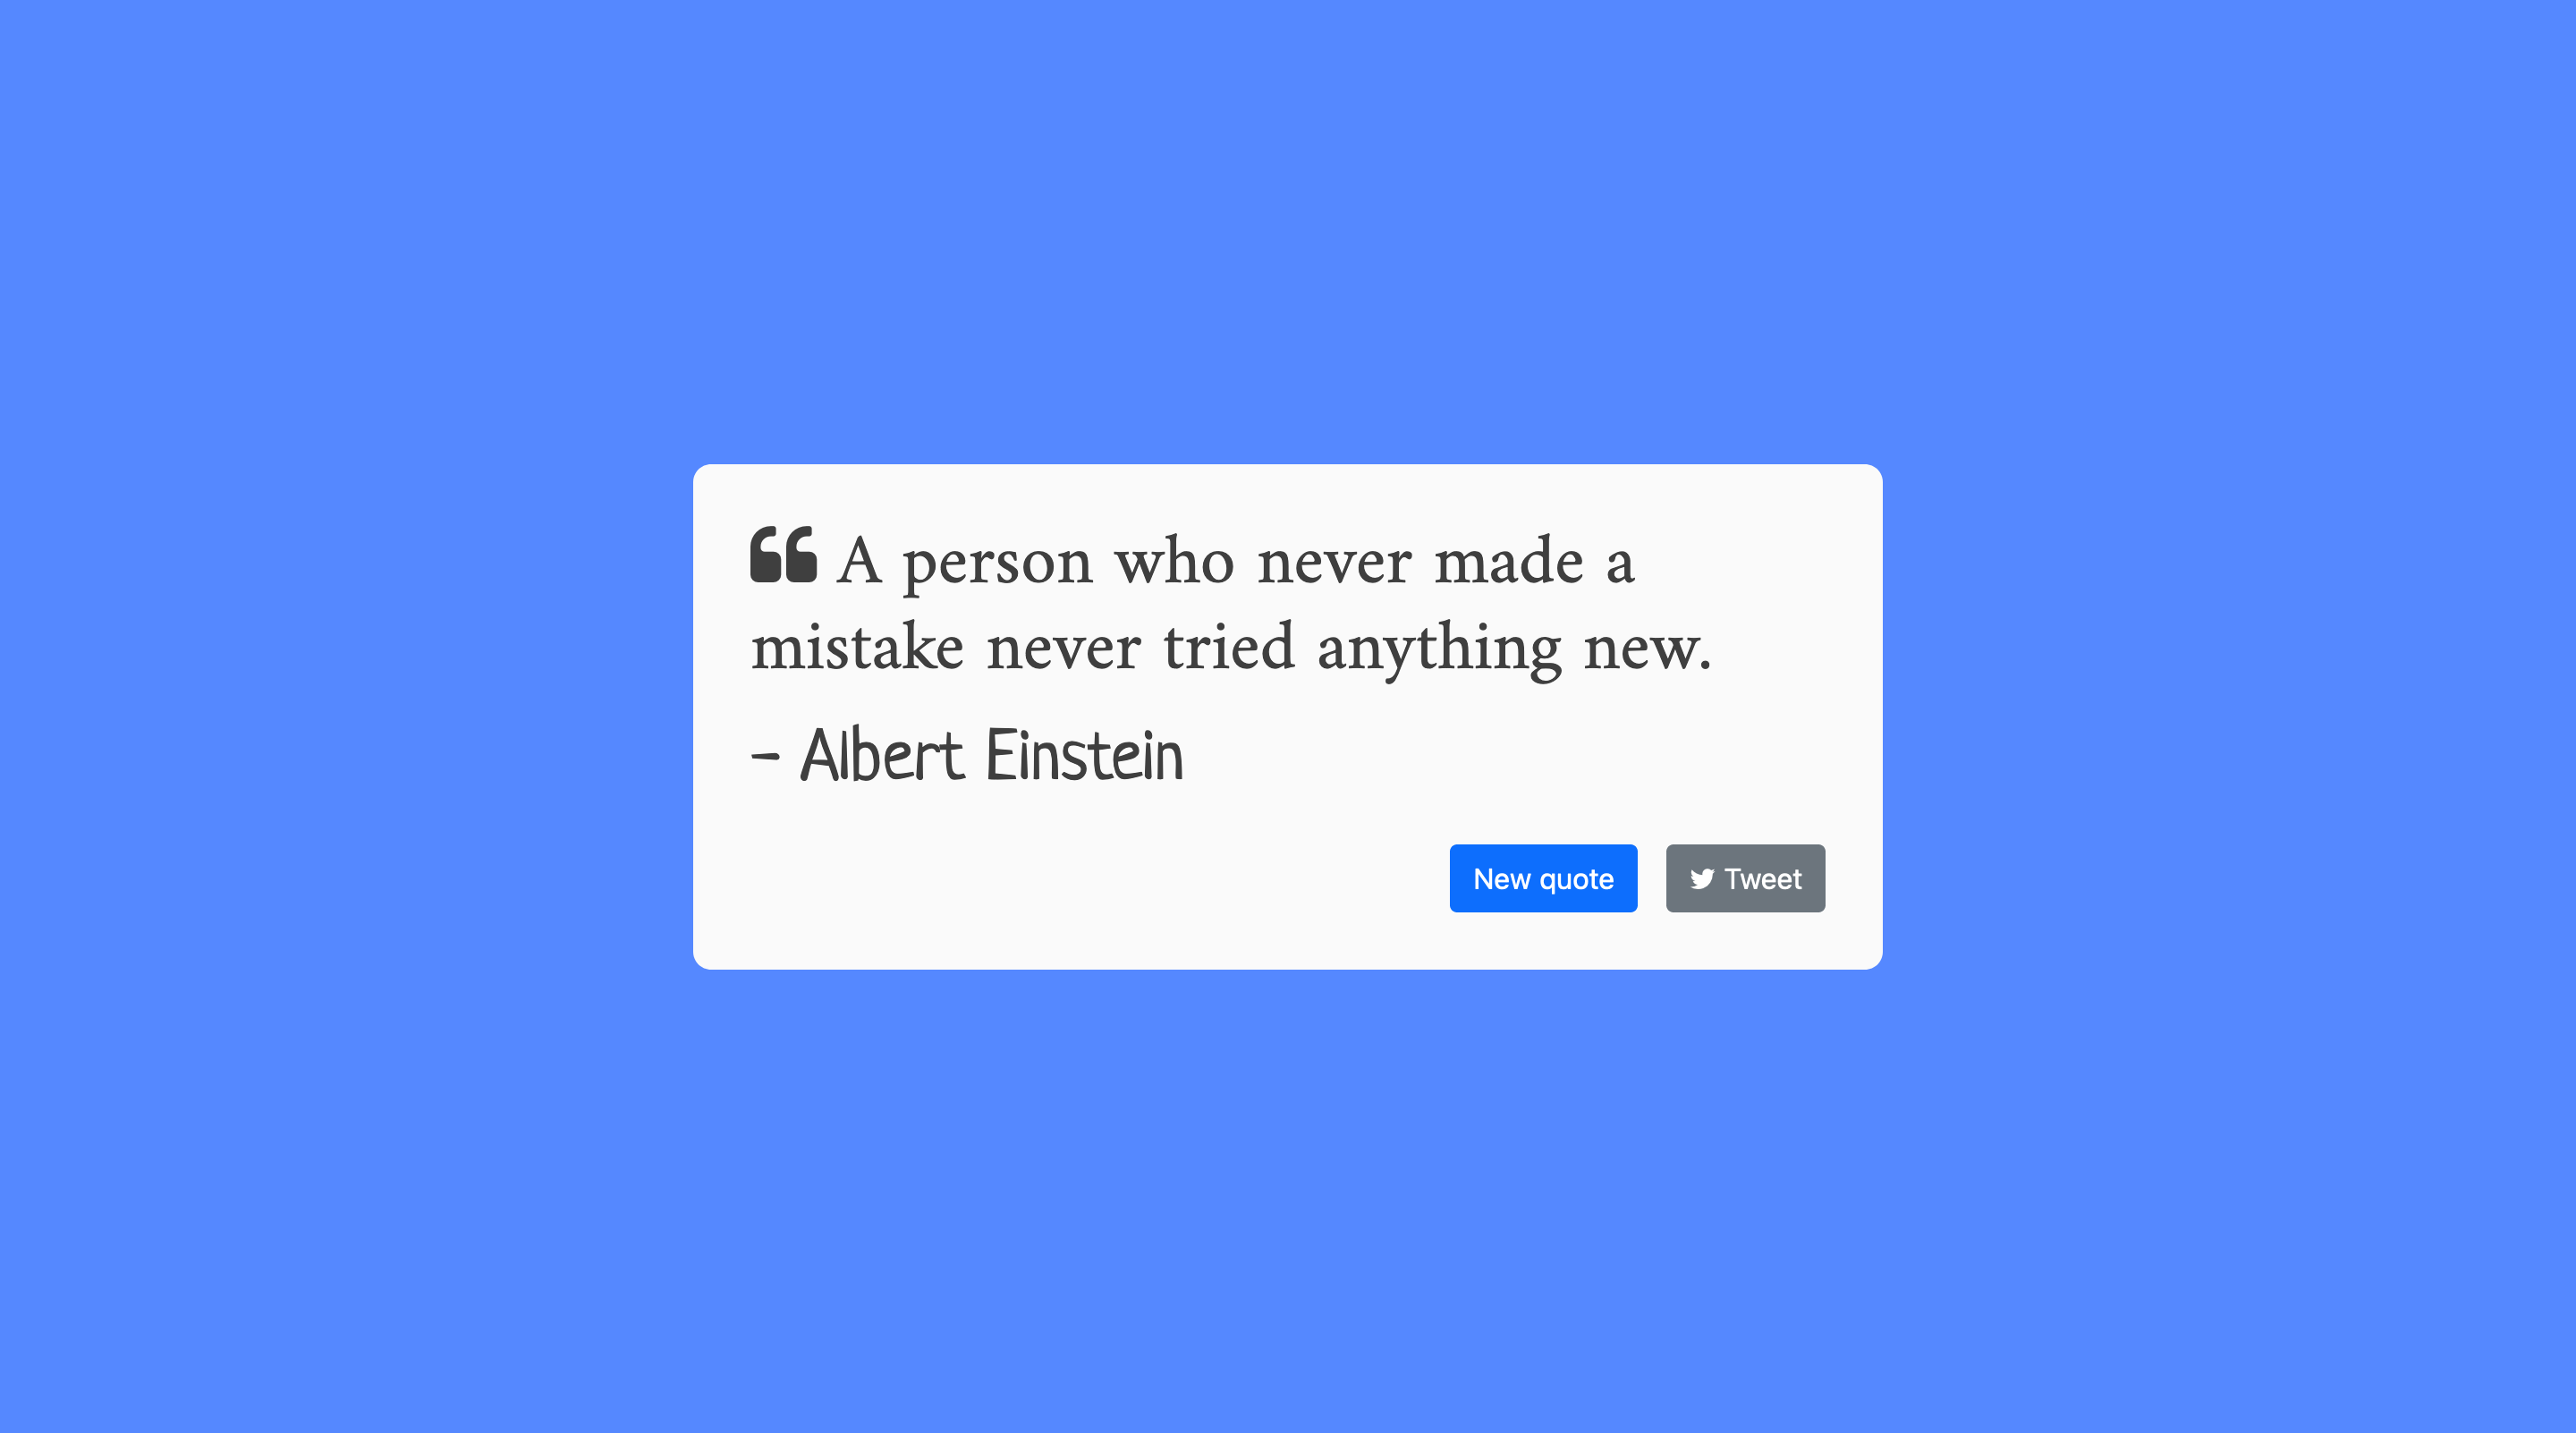 “ A person who never made a
mistake never tried anything new.
- Albert Einstein
New quote
Tweet